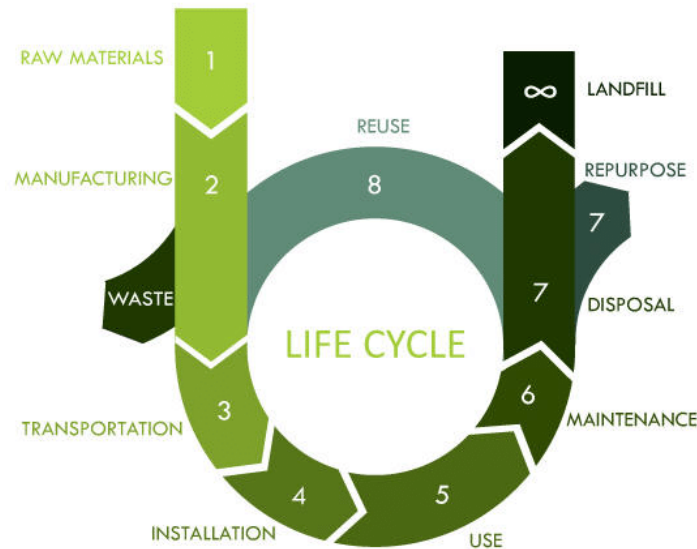 RAW MATERIALS
1
∞
LANDFILL
REUSE
REPURPOSE
MANUFACTURING
2
8
7
WASTE
7
DISPOSAL
LIFE CYCLE
3
6
TRANSPORTATION
MAINTENANCE
4
5
INSTALLATION
USE